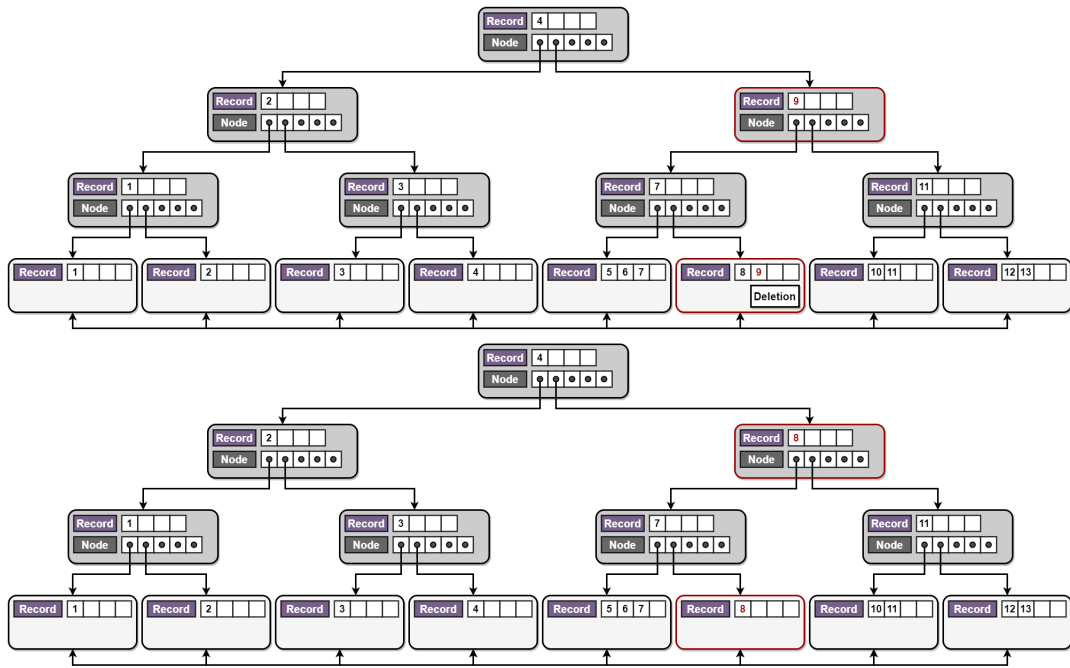 Record 4
Node
Record 2
Node
Record 9
Node
Record 1
Node
Record 3
Node
Record 7
Node
Record 11
Node
Record 1
Record 2
Record 3
Record 4
Record 5 6 7
Record 8 9
Record 10 11
Record 12 13
Deletion
Record 4
Node
Record 2
Node
Record 8
Node
Record 1
Node
Record 3
Node
Record 7
Node
Record 11
Node
Record 1
Record 2
Record 3
Record 4
Record 5 6 7
Record 8
Record 10 11
Record 12 13